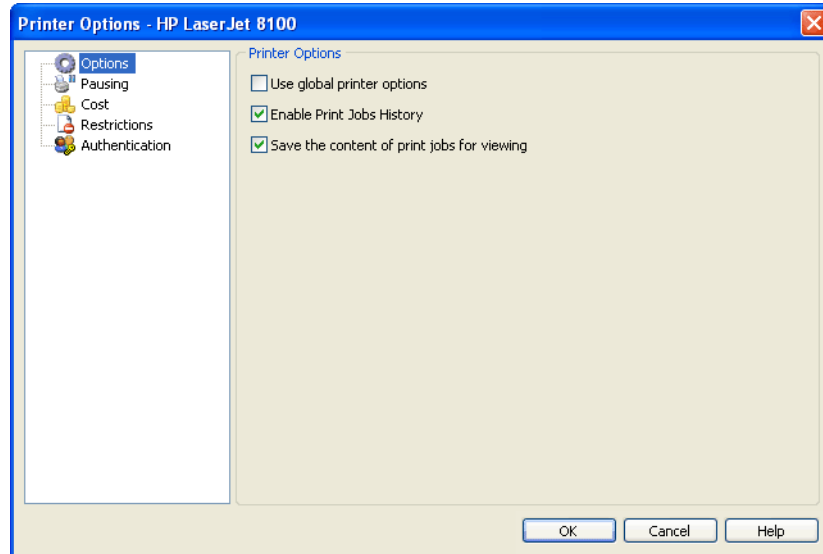 Printer Options - HP LaserJet 8100
Options
Pausing
Cost
Restrictions
Authentication
Printer Options
Use global printer options
Enable Print Jobs History
Save the content of print jobs for viewing
OK Cancel Help